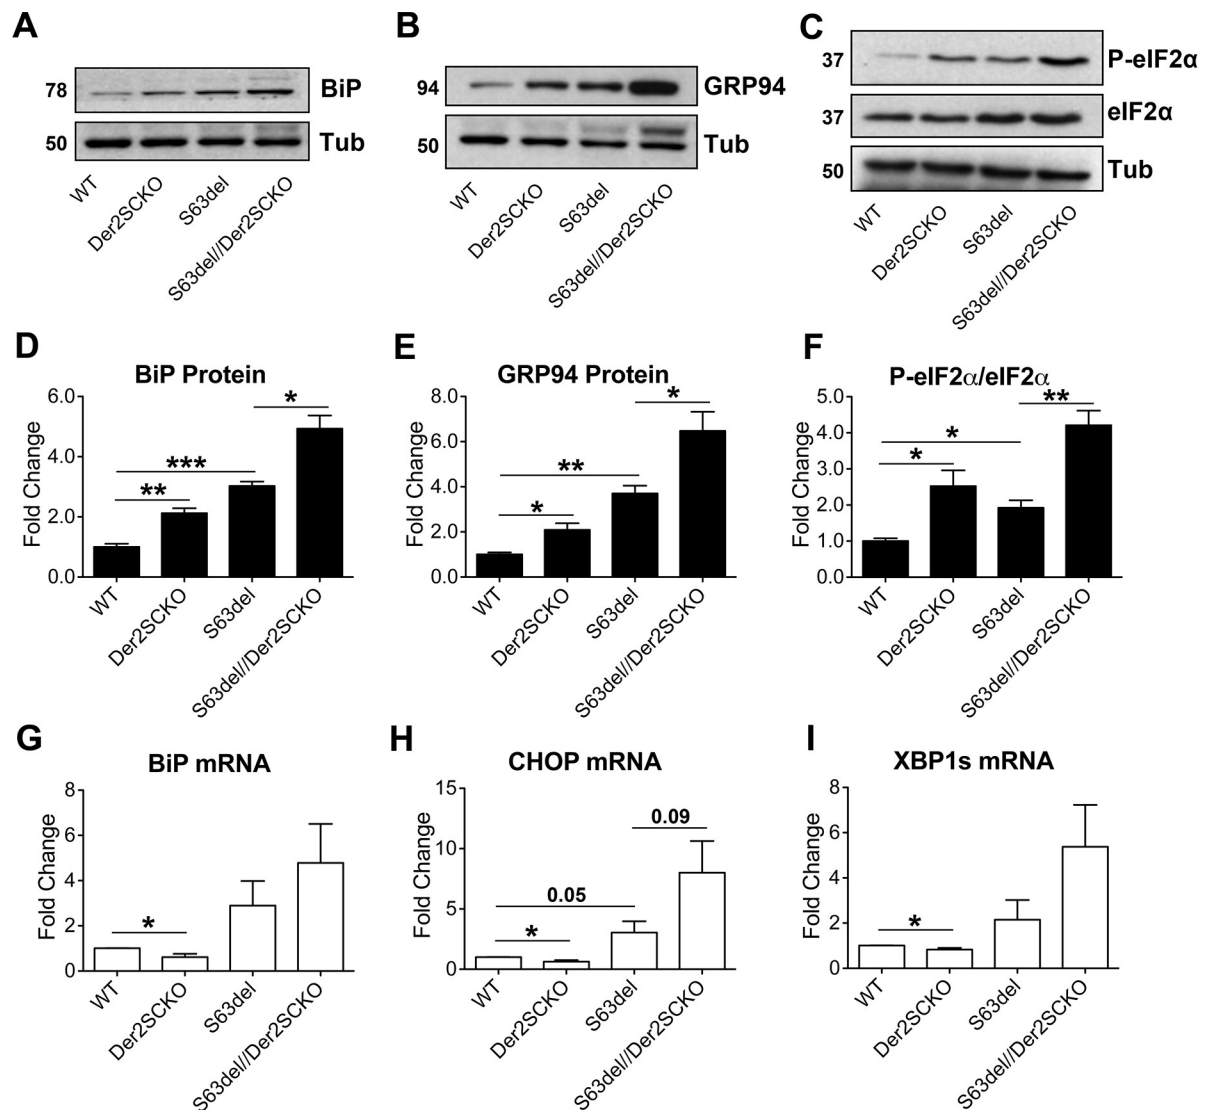 A
78
BiP
50
Tub
WT
Der2SCKO
S63del
S63del//Der2SCKO
B
94
GRP94
50
Tub
WT
Der2SCKO
S63del
S63del//Der2SCKO
C
37
P-eIF2α
37
eIF2α
50
Tub
WT
Der2SCKO
S63del
S63del//Der2SCKO
D
BiP Protein
Fold Change
6.0
4.0
2.0
0.0
**
***
*
WT
Der2SCKO
S63del
S63del//Der2SCKO
E
GRP94 Protein
Fold Change
8.0
6.0
4.0
2.0
0.0
*
**
*
WT
Der2SCKO
S63del
S63del//Der2SCKO
F
P-eIF2α/eIF2α
Fold Change
5.0
4.0
3.0
2.0
1.0
0.0
*
*
**
WT
Der2SCKO
S63del
S63del//Der2SCKO
G
BiP mRNA
Fold Change
8
6
4
2
0
*
WT
Der2SCKO
S63del
S63del//Der2SCKO
H
CHOP mRNA
Fold Change
15
10
5
0
*
0.05
0.09
WT
Der2SCKO
S63del
S63del//Der2SCKO
I
XBP1s mRNA
Fold Change
8
6
4
2
0
*
WT
Der2SCKO
S63del
S63del//Der2SCKO